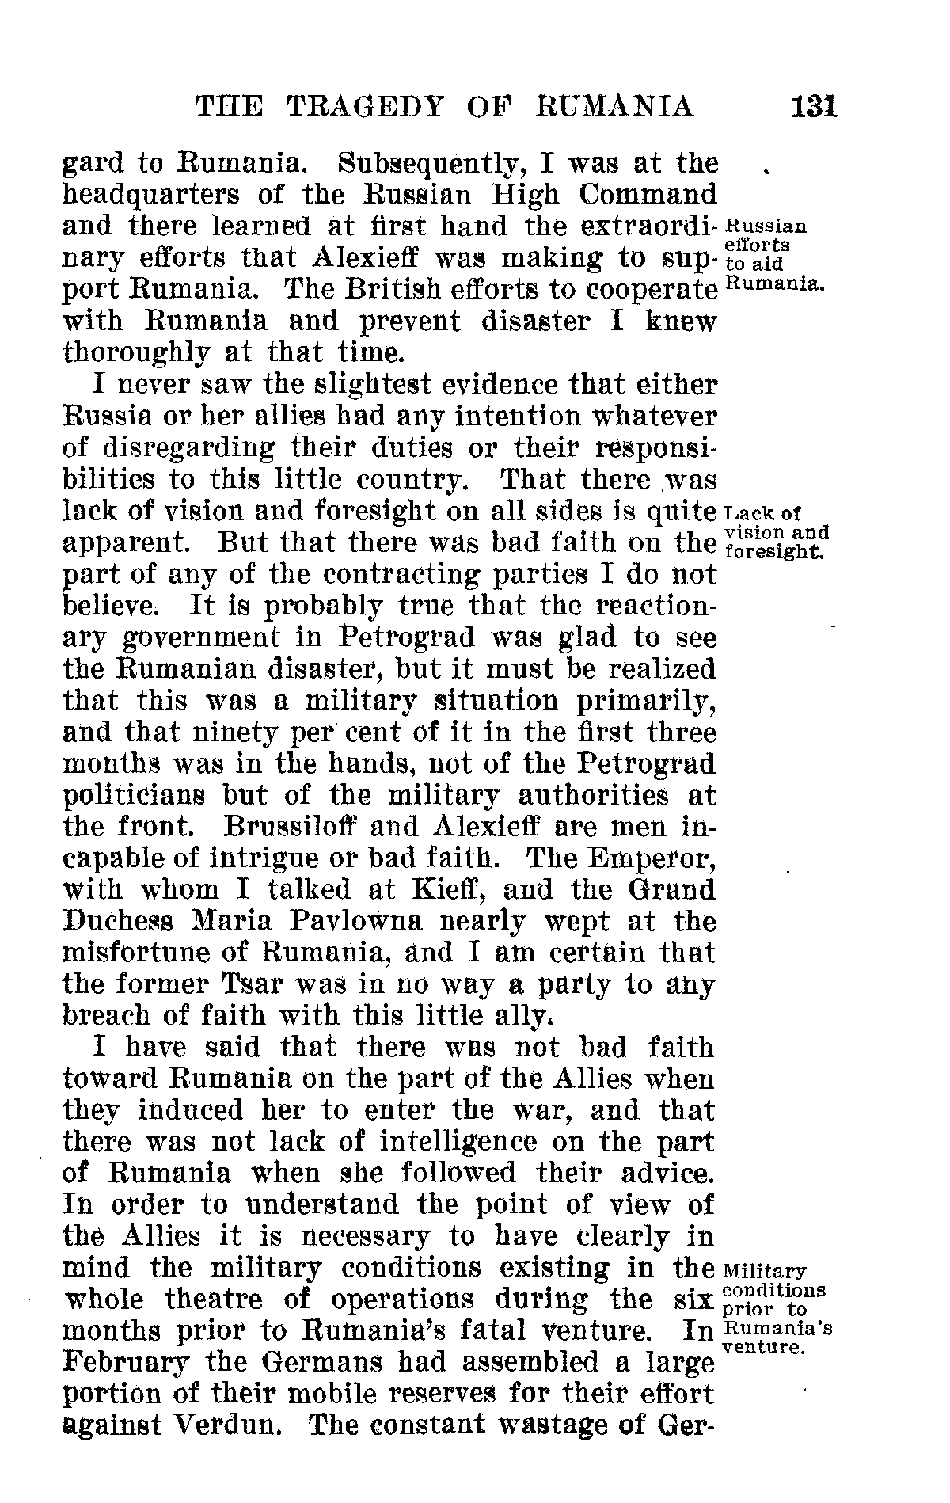 THE TRAGEDY OF RUMANIA 131
gard to Rumania. Subsequently, I was at the
headquarters of the Russian High Command
and there learned at first hand the extraordi-
nary efforts that Alexieff was making to sup-
port Rumania. The British efforts to cooperate
Russian
efforts
to aid
Rumania.
with Rumania and prevent disaster I knew
thoroughly at that time.
I never saw the slightest evidence that either
Russia or her allies had any intention whatever
of disregarding their duties or their responsi-
bilities to this little country. That there was
lack of vision and foresight on all sides is quite
apparent. But that there was bad faith on the
Lack of
vision and
foresight.
part of any of the contracting parties I do not
believe. It is probably true that the reaction-
ary government in Petrograd was glad to see
the Rumanian disaster, but it must be realized
that this was a military situation primarily,
and that ninety per cent of it in the first three
months was in the hands, not of the Petrograd
politicians but of the military authorities at
the front. Brussiloff and Alexieff are men in-
capable of intrigue or bad faith. The Emperor,
with whom I talked at Kieff, and the Grand
Duchess Maria Pavlowna nearly wept at the
misfortune of Rumania, and I am certain that
the former Tsar was in no way a party to any
breach of faith with this little ally.
I have said that there was not bad faith
toward Rumania on the part of the Allies when
they induced her to enter the war, and that
there was not lack of intelligence on the part
of Rumania when she followed their advice.
In order to understand the point of view of
the Allies it is necessary to have clearly in
mind the military conditions existing in the
whole theatre of operations during the six
months prior to Rumania's fatal venture. In
February the Germans had assembled a large
Military
conditions
prior to
Rumania's
venture.
portion of their mobile reserves for their effort
against Verdun. The constant wastage of Ger-